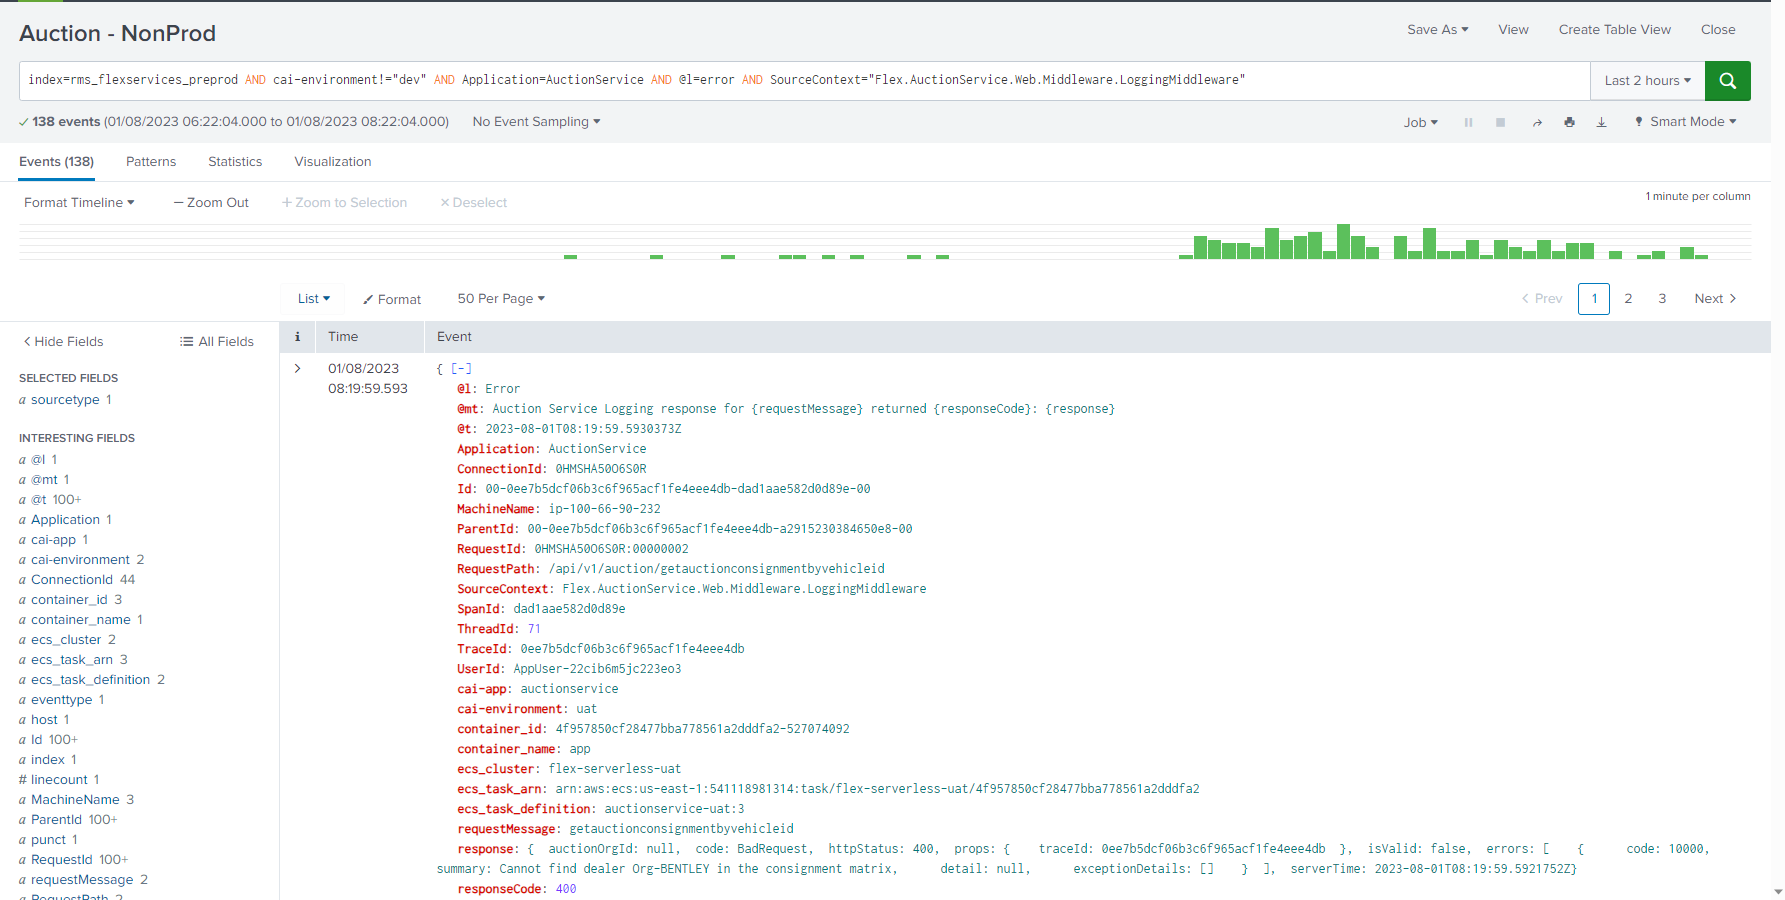 Auction - NonProd
Save As View Create Table View Close
index=rms_flexservices_preprod AND cai-environment!="dev" AND Application=AuctionService AND @l=error AND SourceContext="Flex.AuctionService.Web.Middleware.LoggingMiddleware"
Last 2 hours
138 events (01/08/2023 06:22:04.000 to 01/08/2023 08:22:04.000) No Event Sampling
Job Smart Mode
Events (138) Patterns Statistics Visualization
Format Timeline — Zoom Out + Zoom to Selection × Deselect
1 minute per column
List Format 50 Per Page
< Prev 1 2 3 Next >
< Hide Fields All Fields
i Time Event
SELECTED FIELDS
a sourcetype 1
INTERESTING FIELDS
a @l 1
a @mt 1
a @t 100+
a Application 1
a cai-app 1
a cai-environment 2
a ConnectionId 44
a container_id 3
a container_name 1
a ecs_cluster 2
a ecs_task_arn 3
a ecs_task_definition 2
a eventtype 1
a host 1
a Id 100+
a index 1
# linecount 1
a MachineName 3
a ParentId 100+
a punct 1
a RequestId 100+
a requestMessage 2
a RequestPath 2
> 01/08/2023
08:19:59.593
{ [-]
@l: Error
@mt: Auction Service Logging response for {requestMessage} returned {responseCode}: {response}
@t: 2023-08-01T08:19:59.5930373Z
Application: AuctionService
ConnectionId: 0HMSHA50O6S0R
Id: 00-0ee7b5dcf06b3c6f965acf1fe4eee4db-dad1aae582d0d89e-00
MachineName: ip-100-66-90-232
ParentId: 00-0ee7b5dcf06b3c6f965acf1fe4eee4db-a2915230384650e8-00
RequestId: 0HMSHA50O6S0R:00000002
RequestPath: /api/v1/auction/getauctionconsignmentbyvehicleid
SourceContext: Flex.AuctionService.Web.Middleware.LoggingMiddleware
SpanId: dad1aae582d0d89e
ThreadId: 71
TraceId: 0ee7b5dcf06b3c6f965acf1fe4eee4db
UserId: AppUser-22cib6m5jc223eo3
cai-app: auctionservice
cai-environment: uat
container_id: 4f957850cf28477bba778561a2dddfa2-527074092
container_name: app
ecs_cluster: flex-serverless-uat
ecs_task_arn: arn:aws:ecs:us-east-1:541118981314:task/flex-serverless-uat/4f957850cf28477bba778561a2dddfa2
ecs_task_definition: auctionservice-uat:3
requestMessage: getauctionconsignmentbyvehicleid
response: { auctionOrgId: null, code: BadRequest, httpStatus: 400, props: { traceId: 0ee7b5dcf06b3c6f965acf1fe4eee4db }, isValid: false, errors: [ { code: 10000,
summary: Cannot find dealer Org-BENTLEY in the consignment matrix, detail: null, exceptionDetails: [] } ], serverTime: 2023-08-01T08:19:59.5921752Z}
responseCode: 400